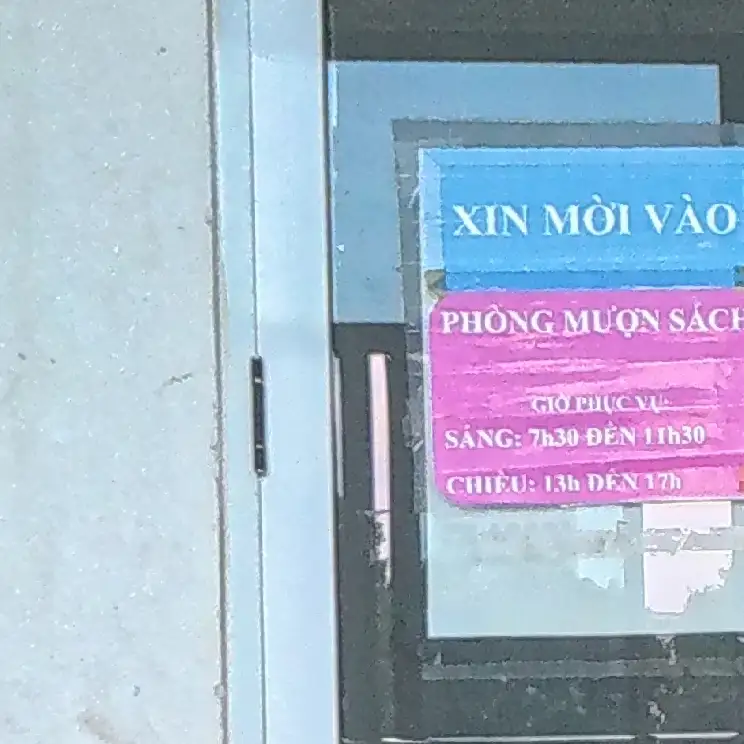 XIN MỜI VÀO
PHÒNG MƯỢN SÁCH
GIỜ PHỤC VỤ:
SÁNG: 7h30 ĐẾN 11h30
CHIỀU: 13h ĐẾN 17h